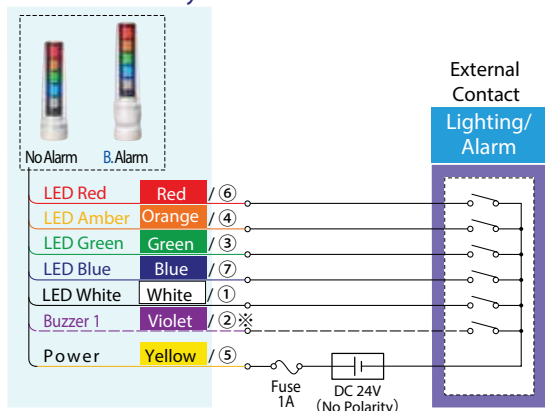 External
Contact
Lighting/
Alarm
No Alarm B.Alarm
LED Red Red / ⑥
LED Amber Orange / ④
LED Green Green / ③
LED Blue Blue / ⑦
LED White White / ①
Buzzer 1 Violet / ②※
Power Yellow / ⑤
Fuse
1A
DC 24V
(No Polarity)